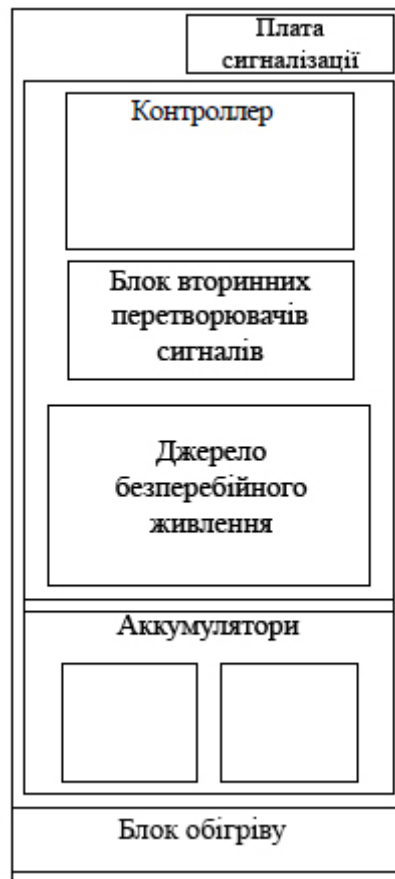 Плата
сигналізації
Контроллер
Блок вторинних
перетворювачів
сигналів
Джерело
безперебійного
живлення
Аккумулятори
Блок обігріву